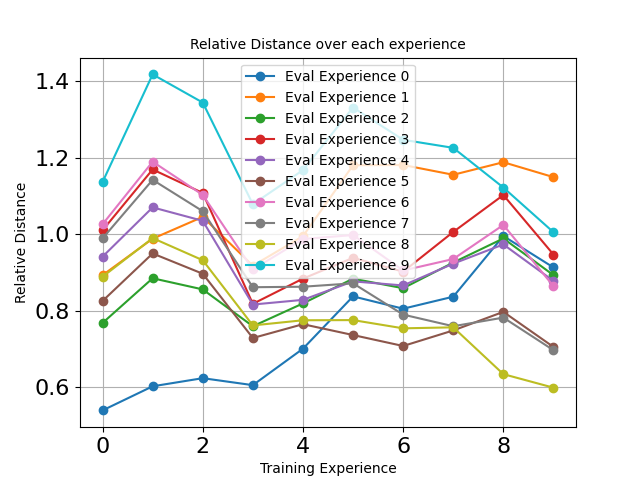 Relative Distance over each experience
Eval Experience 0
Eval Experience 1
Eval Experience 2
Eval Experience 3
Eval Experience 4
Eval Experience 5
Eval Experience 6
Eval Experience 7
Eval Experience 8
Eval Experience 9
1.4
1.2
1.0
0.8
0.6
Relative Distance
0 2 4 6 8
Training Experience